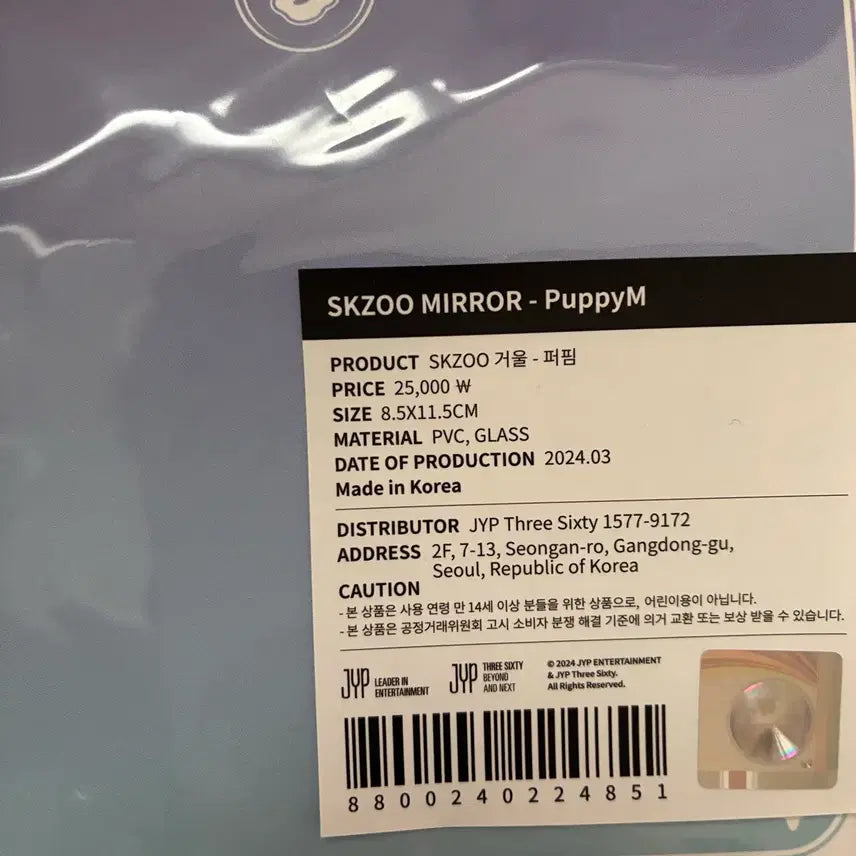 SKZOO MIRROR - PuppyM
PRODUCT SKZOO 거울 - 퍼핌
PRICE 25,000 ₩
SIZE 8.5X11.5CM
MATERIAL PVC, GLASS
DATE OF PRODUCTION 2024.03
Made in Korea
DISTRIBUTOR JYP Three Sixty 1577-9172
ADDRESS 2F, 7-13, Seongan-ro, Gangdong-gu,
Seoul, Republic of Korea
CAUTION
- 본 상품은 사용 연령 만 14세 이상 분들을 위한 상품으로, 어린이용이 아닙니다.
- 본 상품은 공정거래위원회 고시 소비자 분쟁 해결 기준에 의거 교환 또는 보상 받을 수 있습니다.
JYP LEADER IN
ENTERTAINMENT
JYP THREE SIXTY
BEYOND
AND NEXT
© 2024 JYP ENTERTAINMENT
& JYP Three Sixty.
All Rights Reserved.
8800240224851